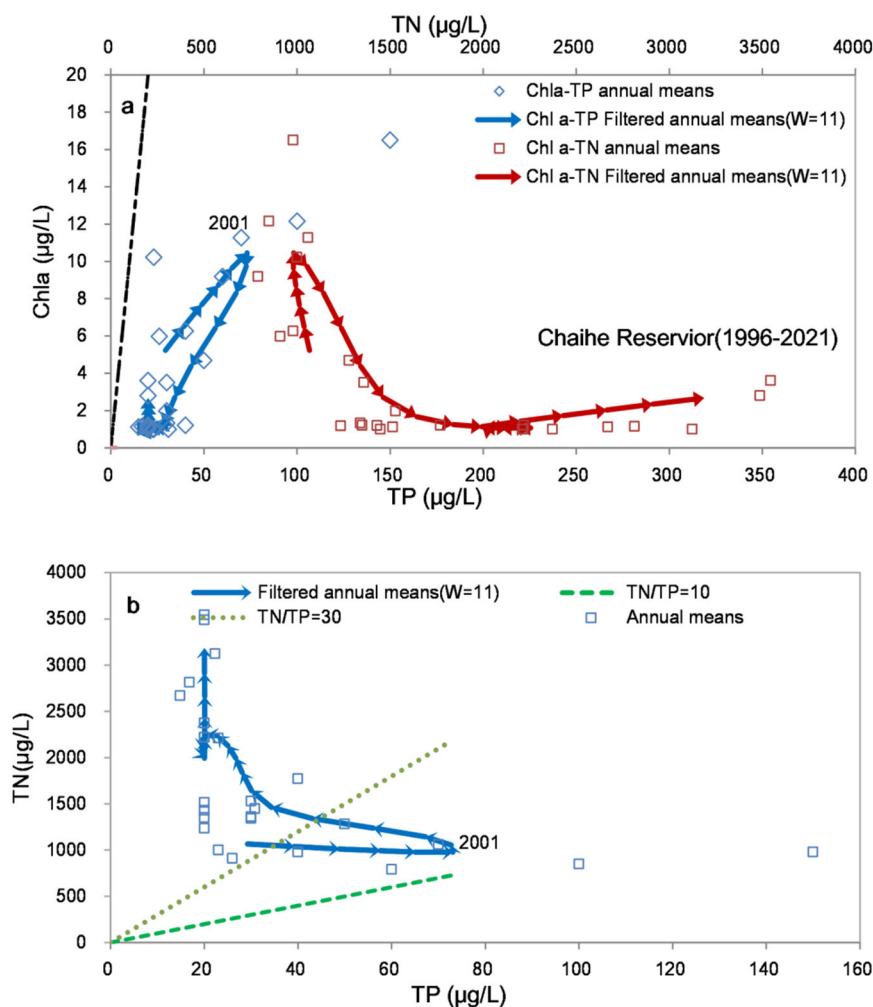 TN (µg/L)
0 500 1000 1500 2000 2500 3000 3500 4000
20
18
16
14
12
10
8
6
4
2
0
Chla (µg/L)
a
Chla-TP annual means
Chl a-TP Filtered annual means(W=11)
Chl a-TN annual means
Chl a-TN Filtered annual means(W=11)
2001
Chaihe Reservior(1996-2021)
0 50 100 150 200 250 300 350 400
TP (µg/L)
4000
3500
3000
2500
2000
1500
1000
500
0
TN(µg/L)
b
Filtered annual means(W=11) TN/TP=10
TN/TP=30 Annual means
2001
0 20 40 60 80 100 120 140 160
TP (µg/L)